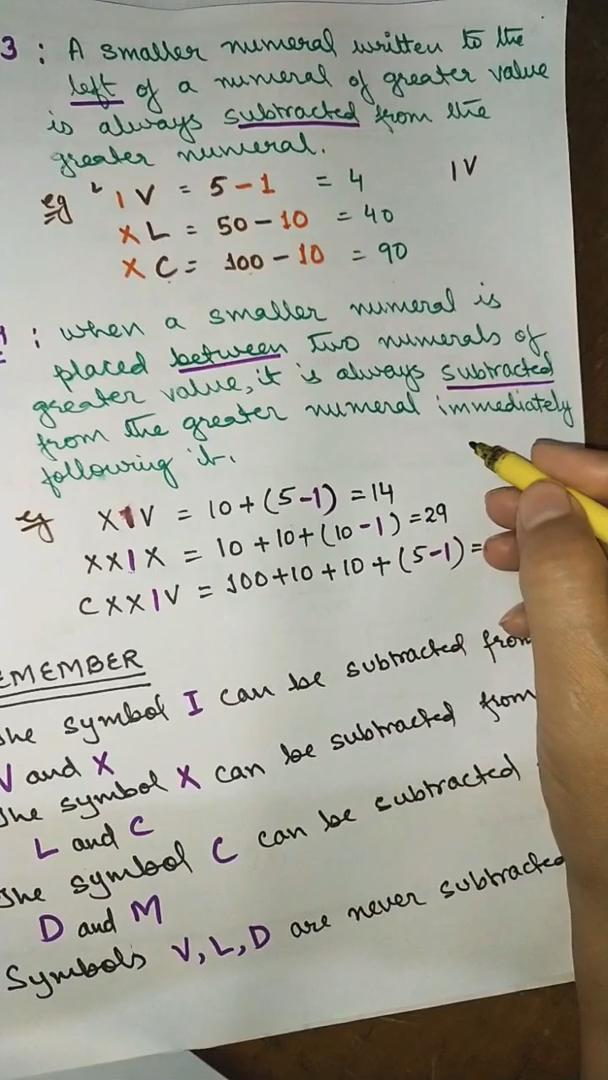 3 : A smaller numeral written to the
left of a numeral of greater value
is always subtracted from the
greater numeral.
eg IV = 5-1 = 4
IV
XL = 50-10 = 40
XC = 100-10 = 90
: when a smaller numeral is
placed between two numerals of
greater value, it is always subtracted
from the greater numeral immediately
following it.
eg XIV = 10+(5-1) = 14
XXIX = 10+10+(10-1) = 29
CXXIV = 100+10+10+(5-1) =
EMEMBER
The symbol I can be subtracted from
V and X
The symbol X can be subtracted from
L and C
The symbol C can be subtracted
D and M
Symbols V, L, D are never subtracted